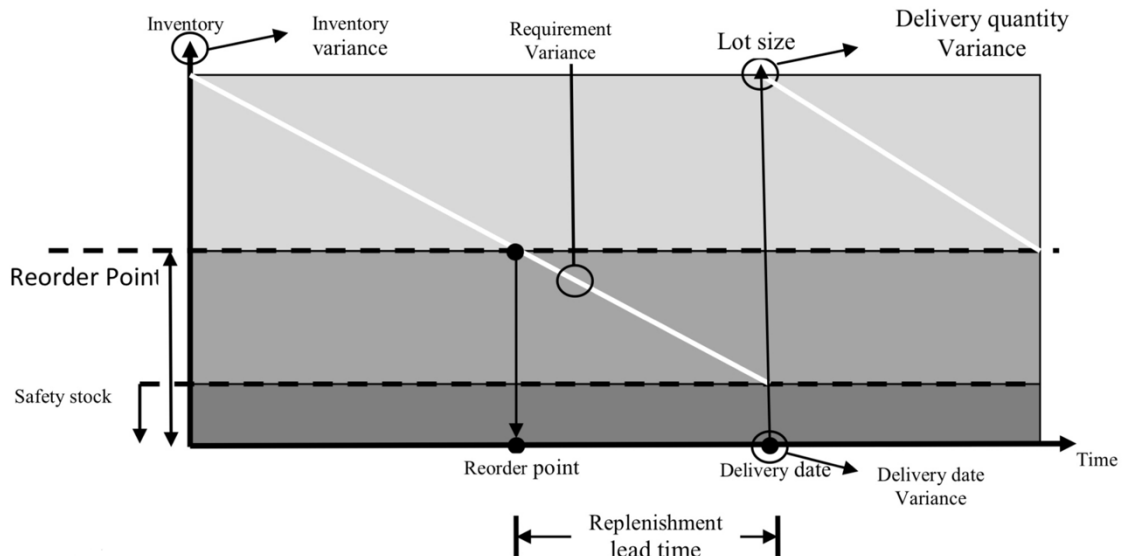 Inventory
Inventory
variance
Requirement
Variance
Lot size
Delivery quantity
Variance
Reorder Point
Safety stock
Reorder point
Delivery date
Delivery date
Variance
Time
Replenishment
lead time